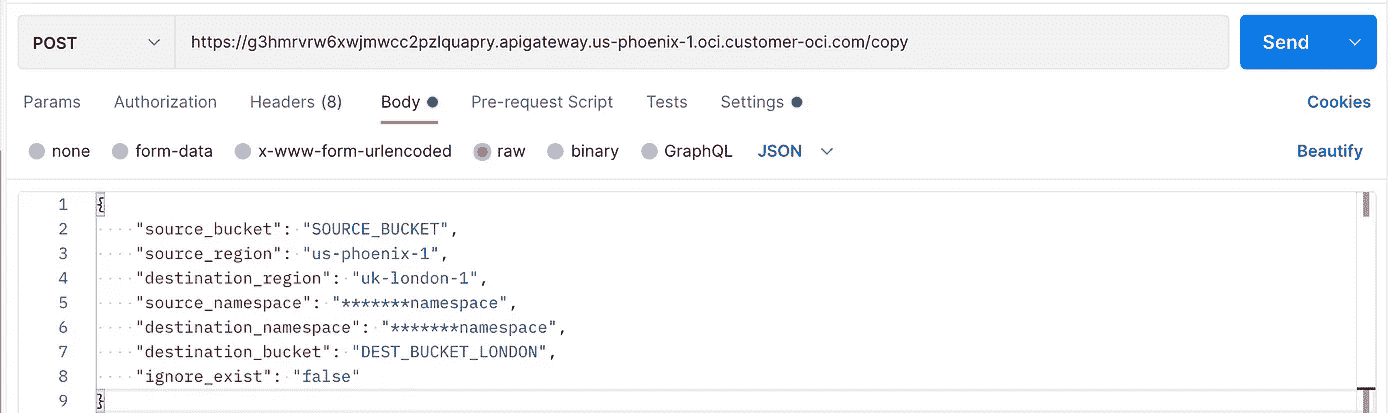 POST https://g3hmrvrw6xwjmwcc2pzlquapry.apigateway.us-phoenix-1.oci.customer-oci.com/copy Send
Params Authorization Headers (8) Body Pre-request Script Tests Settings Cookies
none form-data x-www-form-urlencoded raw binary GraphQL JSON Beautify
1 {
2 "source_bucket": "SOURCE_BUCKET",
3 "source_region": "us-phoenix-1",
4 "destination_region": "uk-london-1",
5 "source_namespace": "*******namespace",
6 "destination_namespace": "*******namespace",
7 "destination_bucket": "DEST_BUCKET_LONDON",
8 "ignore_exist": "false"
9 }